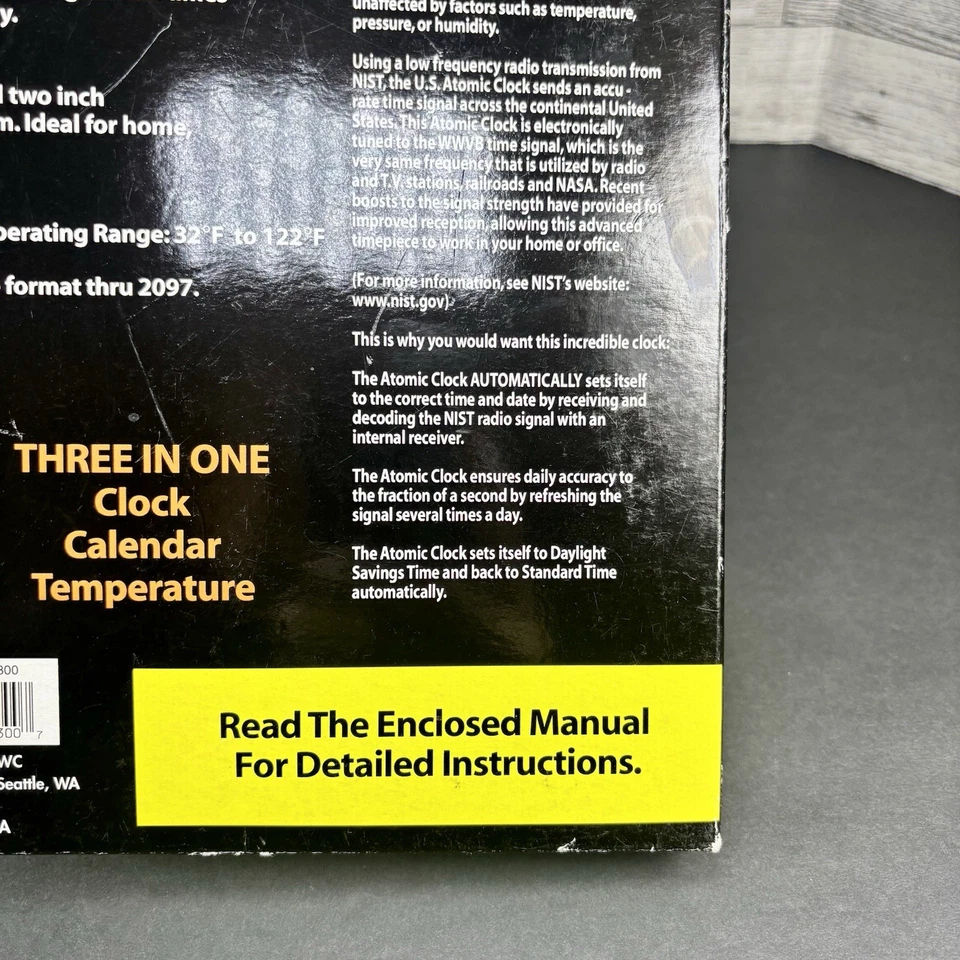 y.
two inch
m. Ideal for home,
perating Range: 32°F to 122°F
format thru 2097.
THREE IN ONE
Clock
Calendar
Temperature
300
300 7
WC
Seattle, WA
A
unaffected by factors such as temperature,
pressure, or humidity.
Using a low frequency radio transmission from
NIST, the U.S. Atomic Clock sends an accu -
rate time signal across the continental United
States. This Atomic Clock is electronically
tuned to the WWVB time signal, which is the
very same frequency that is utilized by radio
and T.V. stations, railroads and NASA. Recent
boosts to the signal strength have provided for
improved reception, allowing this advanced
timepiece to work in your home or office.
(For more information, see NIST's website:
www.nist.gov)
This is why you would want this incredible clock:
The Atomic Clock AUTOMATICALLY sets itself
to the correct time and date by receiving and
decoding the NIST radio signal with an
internal receiver.
The Atomic Clock ensures daily accuracy to
the fraction of a second by refreshing the
signal several times a day.
The Atomic Clock sets itself to Daylight
Savings Time and back to Standard Time
automatically.
Read The Enclosed Manual
For Detailed Instructions.